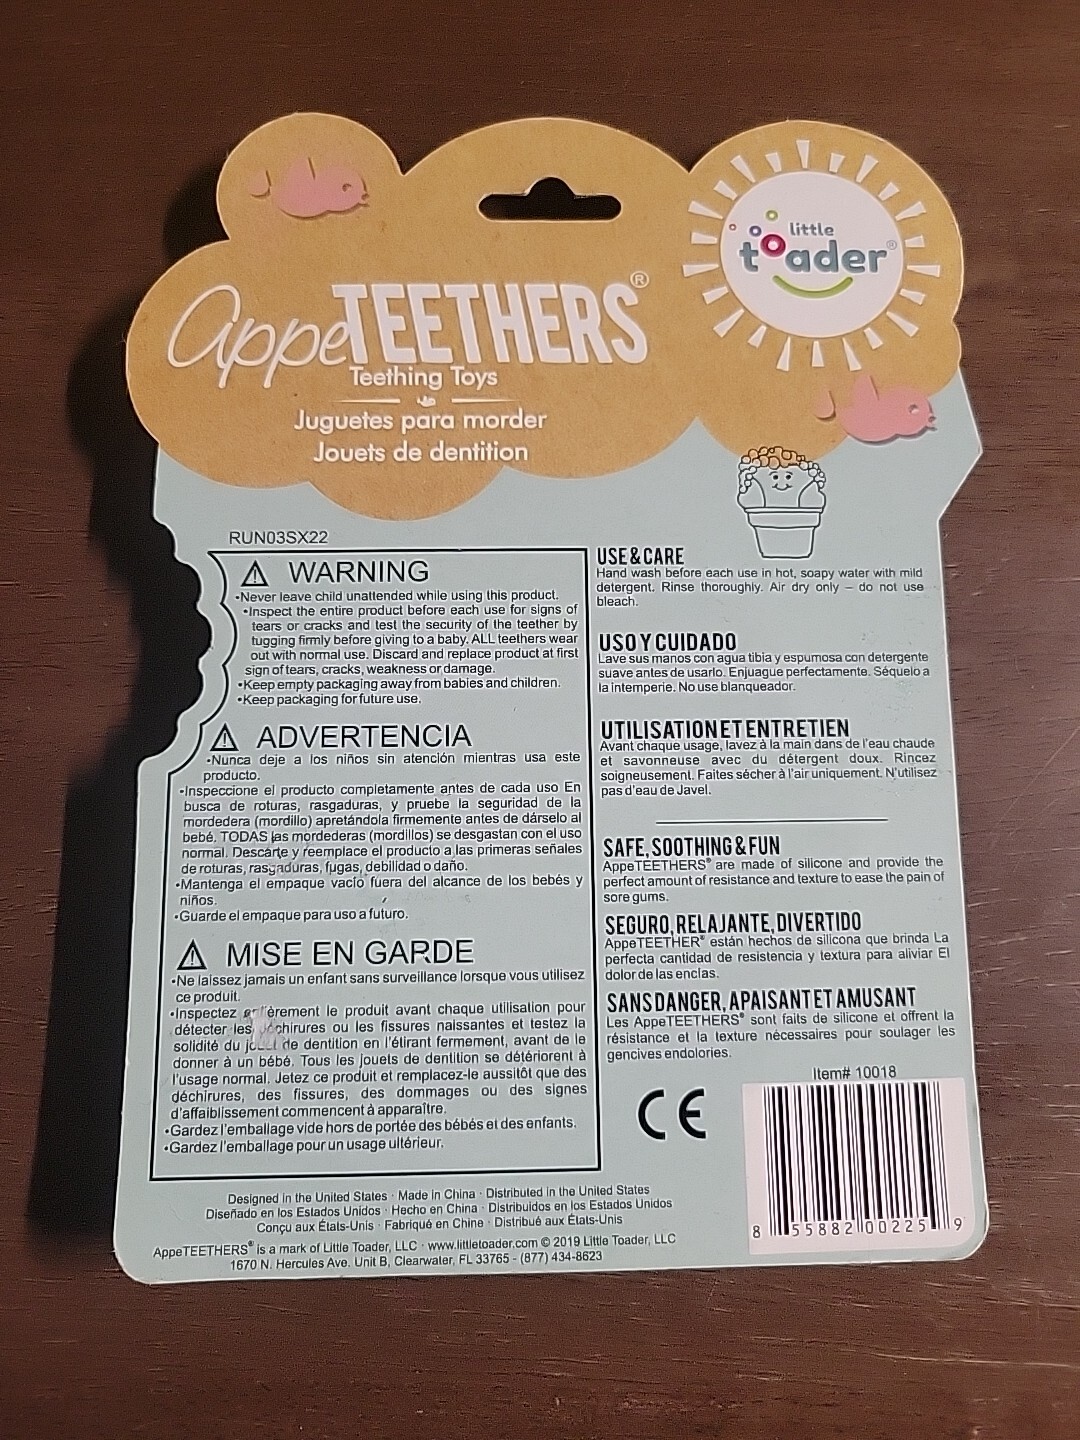 little
toader®
appeTEETHERS®
Teething Toys
Juguetes para morder
Jouets de dentition
RUN03SX22
WARNING
•Never leave child unattended while using this product.
•Inspect the entire product before each use for signs of
tears or cracks and test the security of the teether by
tugging firmly before giving to a baby. ALL teethers wear
out with normal use. Discard and replace product at first
sign of tears, cracks, weakness or damage.
•Keep empty packaging away from babies and children.
•Keep packaging for future use.
ADVERTENCIA
•Nunca deje a los niños sin atención mientras usa este
producto.
•Inspeccione el producto completamente antes de cada uso En
busca de roturas, rasgaduras, y pruebe la seguridad de la
mordedera (mordillo) apretándola firmemente antes de dárselo al
bebé. TODAS las mordederas (mordillos) se desgastan con el uso
normal. Descarte y reemplace el producto a las primeras señales
de roturas, rasgaduras, fugas, debilidad o daño.
•Mantenga el empaque vacío fuera del alcance de los bebés y
niños.
•Guarde el empaque para uso a futuro.
MISE EN GARDE
•Ne laissez jamais un enfant sans surveillance lorsque vous utilisez
ce produit.
•Inspectez le produit avant chaque utilisation pour
détecter les ou les fissures naissantes et testez la
solidité du de dentition en l'étirant fermement, avant de le
donner à un bébé. Tous les jouets de dentition se détériorent à
l'usage normal. Jetez ce produit et remplacez-le aussitôt que des
déchirures, des fissures, des dommages ou des signes
d'affaiblissement commencent à apparaître.
•Gardez l'emballage vide hors de portée des bébés et des enfants.
•Gardez l'emballage pour un usage ultérieur.
USE & CARE
Hand wash before each use in hot, soapy water with mild
detergent. Rinse thoroughly. Air dry only – do not use
bleach.
USO Y CUIDADO
Lave sus manos con agua tibia y espumosa con detergente
suave antes de usarlo. Enjuague perfectamente. Séquelo a
la intemperie. No use blanqueador.
UTILISATION ET ENTRETIEN
Avant chaque usage, lavez à la main dans de l'eau chaude
et savonneuse avec du détergent doux. Rincez
soigneusement. Faites sécher à l'air uniquement. N'utilisez
pas d'eau de Javel.
SAFE, SOOTHING & FUN
AppeTEETHERS® are made of silicone and provide the
perfect amount of resistance and texture to ease the pain of
sore gums.
SEGURO, RELAJANTE, DIVERTIDO
AppeTEETHER® están hechos de silicona que brinda La
perfecta cantidad de resistencia y textura para aliviar El
dolor de las encías.
SANS DANGER, APAISANT ET AMUSANT
Les AppeTEETHERS® sont faits de silicone et offrent la
résistance et la texture nécessaires pour soulager les
gencives endolories.
CE
Item# 10018
8 55882 00225 9
Designed in the United States · Made in China · Distributed in the United States
Diseñado en los Estados Unidos · Hecho en China · Distribuidos en los Estados Unidos
Conçu aux États-Unis · Fabriqué en Chine · Distribué aux États-Unis
AppeTEETHERS® is a mark of Little Toader, LLC · www.littletoader.com © 2019 Little Toader, LLC
1670 N. Hercules Ave. Unit B, Clearwater, FL 33765 - (877) 434-8623